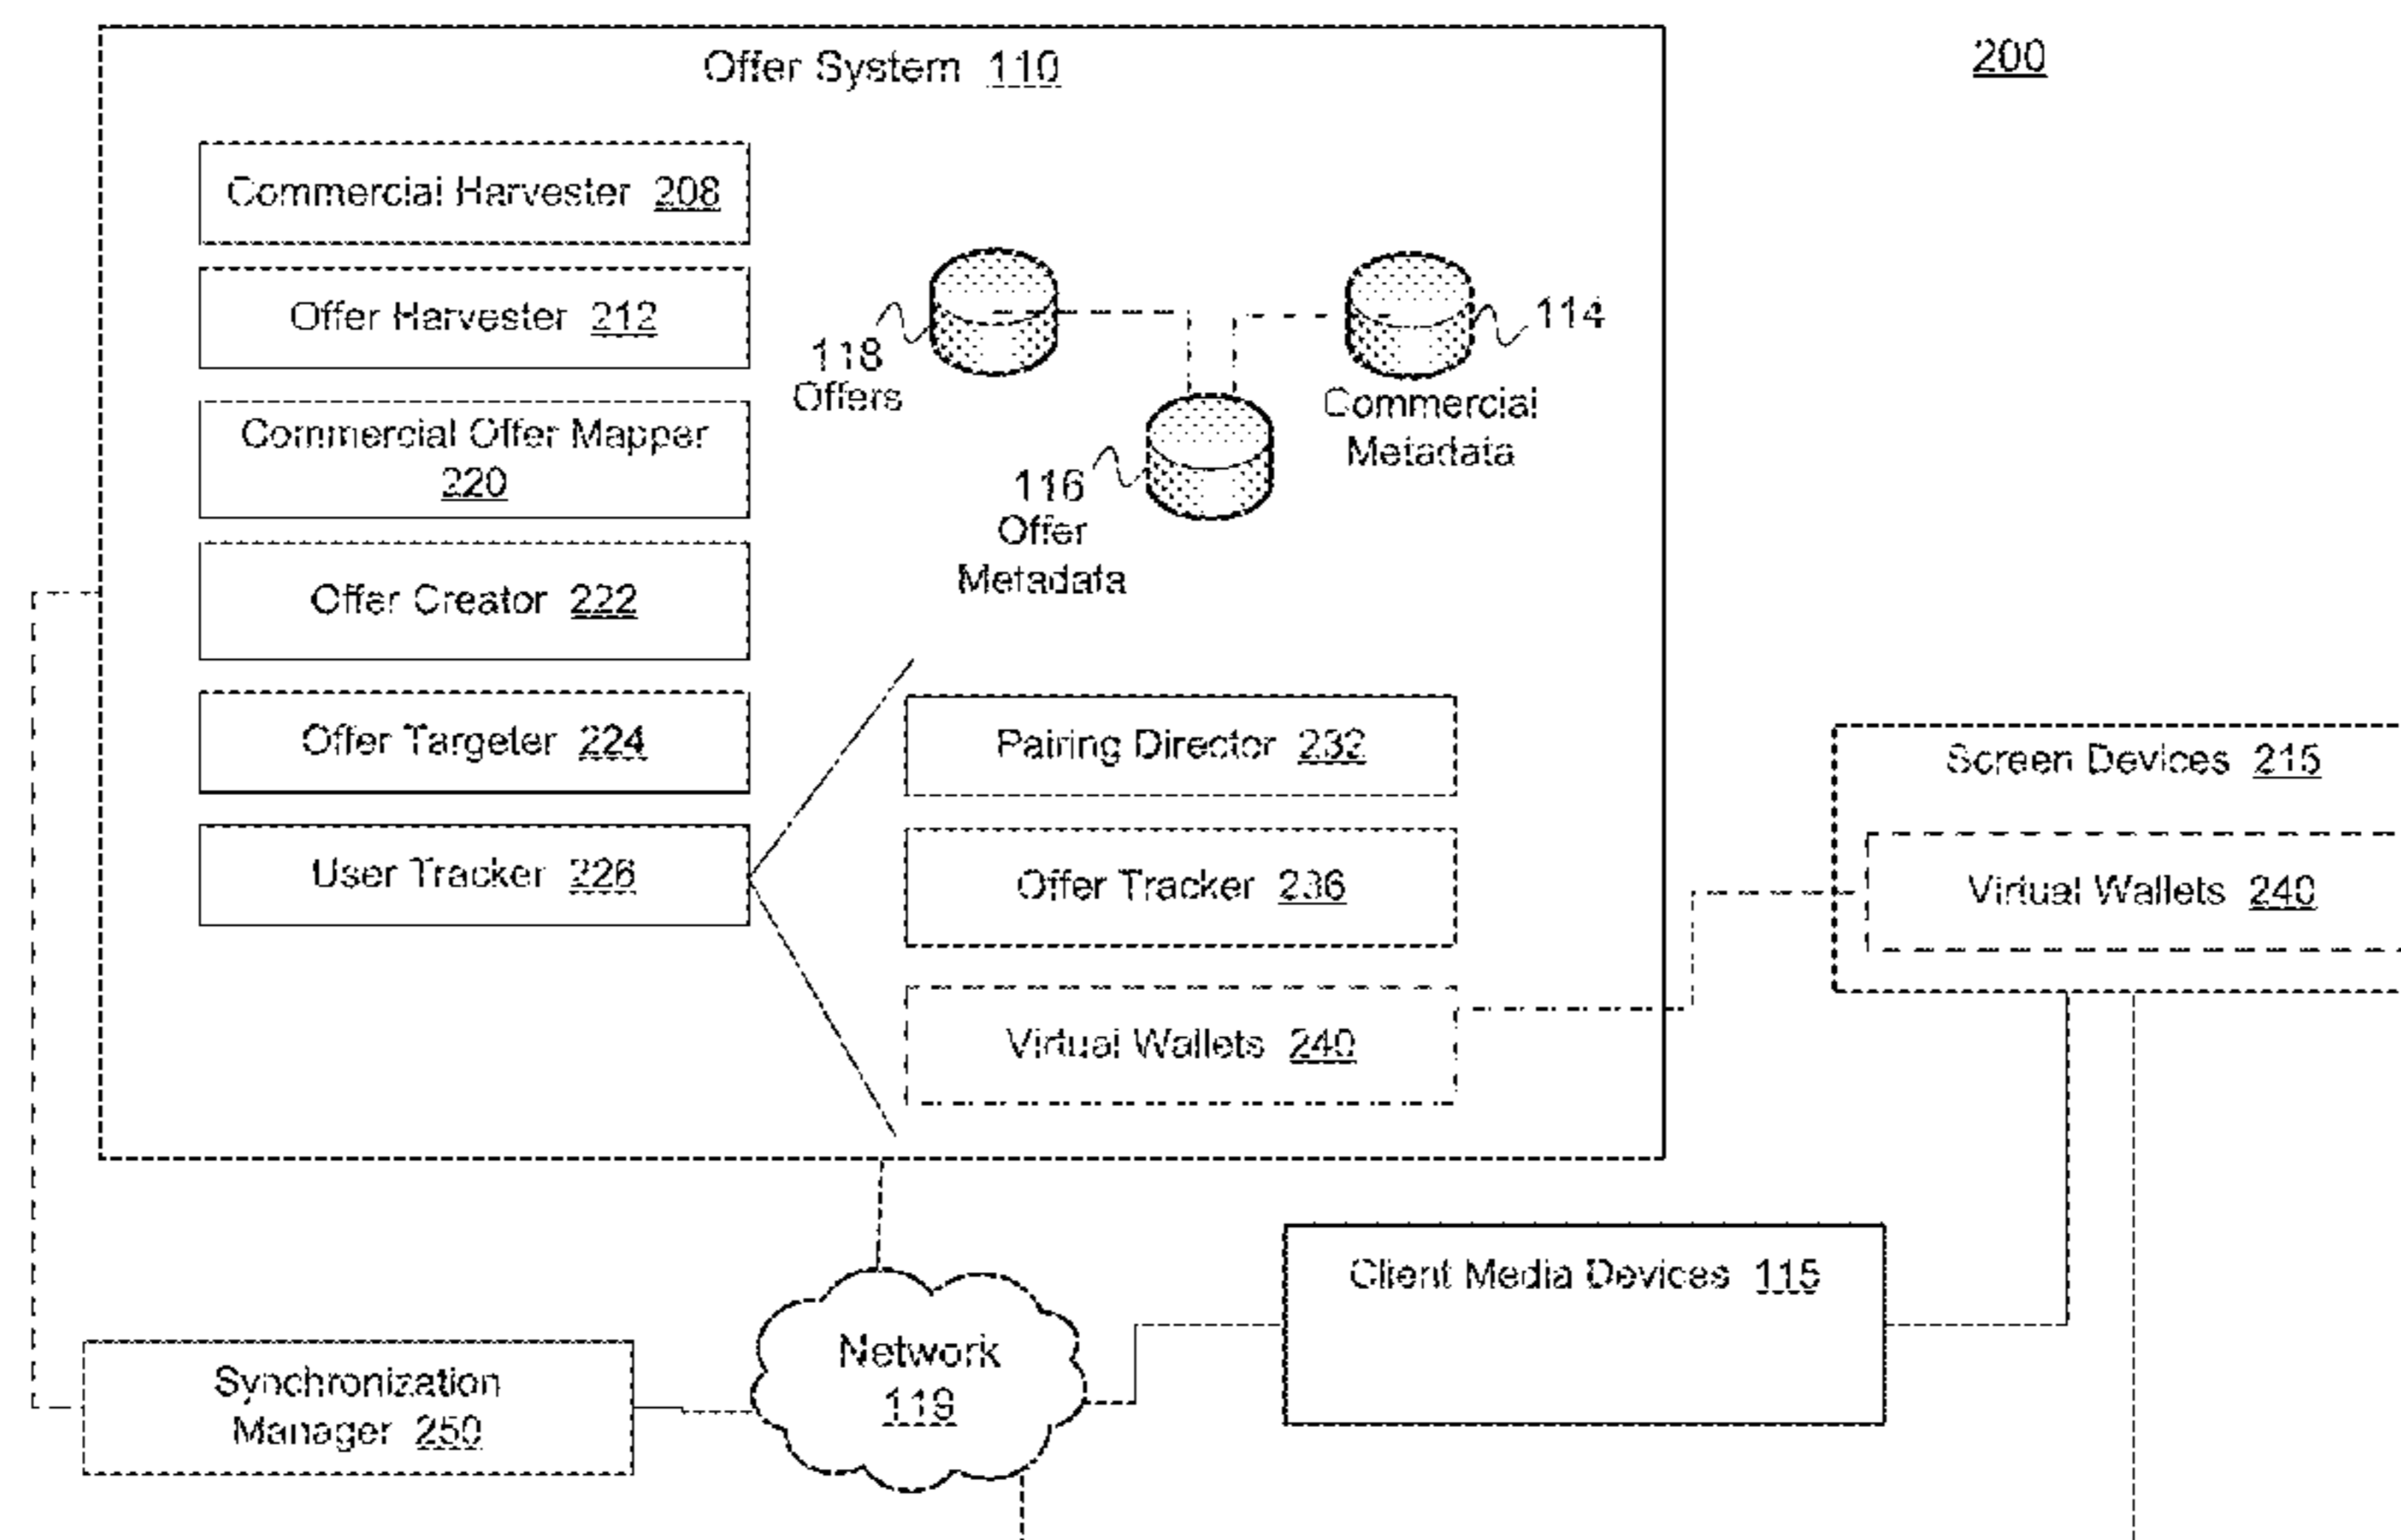 Offer System 110
200
Commercial Harvester 208
Offer Harvester 212
Commercial Offer Mapper
220
Offer Creator 222
Offer Targeter 224
User Tracker 226
118
Offers
114
Commercial
Metadata
116
Offer
Metadata
Pairing Director 232
Offer Tracker 236
Virtual Wallets 240
Screen Devices 215
Virtual Wallets 240
Client Media Devices 115
Network
119
Synchronization
Manager 250